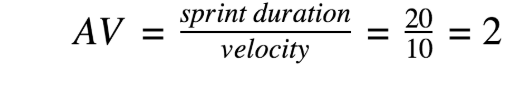 AV = sprint duration / velocity = 20 / 10 = 2